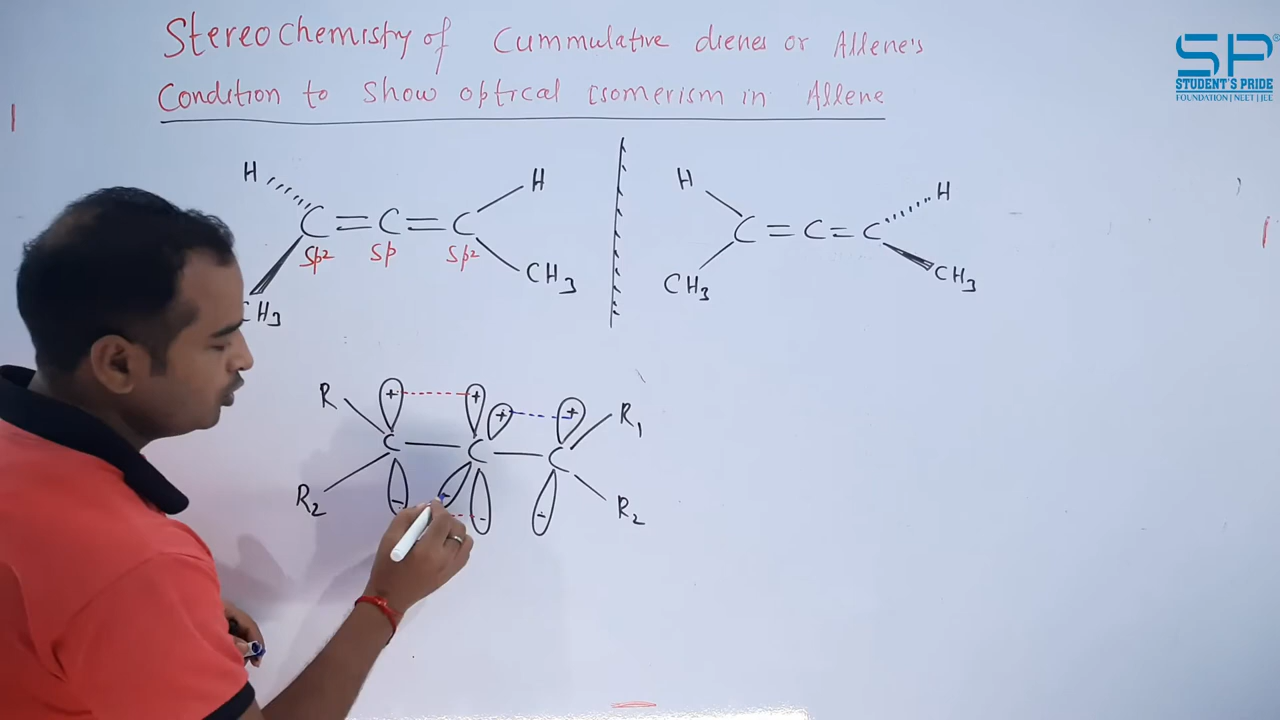 Stereochemistry of Cummulative dienes or Allene's
Condition to Show optical isomerism in Allene
SP
STUDENT'S PRIDE
FOUNDATION | NEET | JEE
H H H H
C = C = C C = C = C
sp2 sp sp2
CH3 CH3 CH3 CH3
+ + + +
R R1
C C C
R2 R2
- - - -